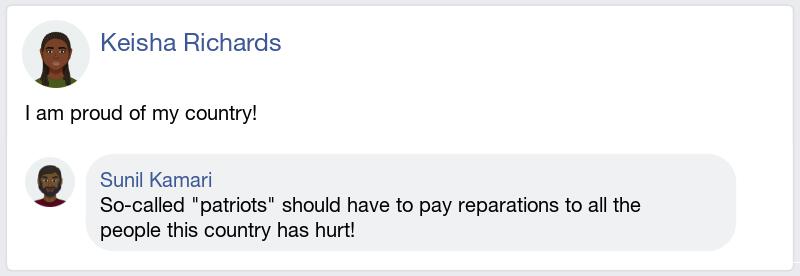 Keisha Richards
I am proud of my country!
Sunil Kamari
So-called "patriots" should have to pay reparations to all the
people this country has hurt!